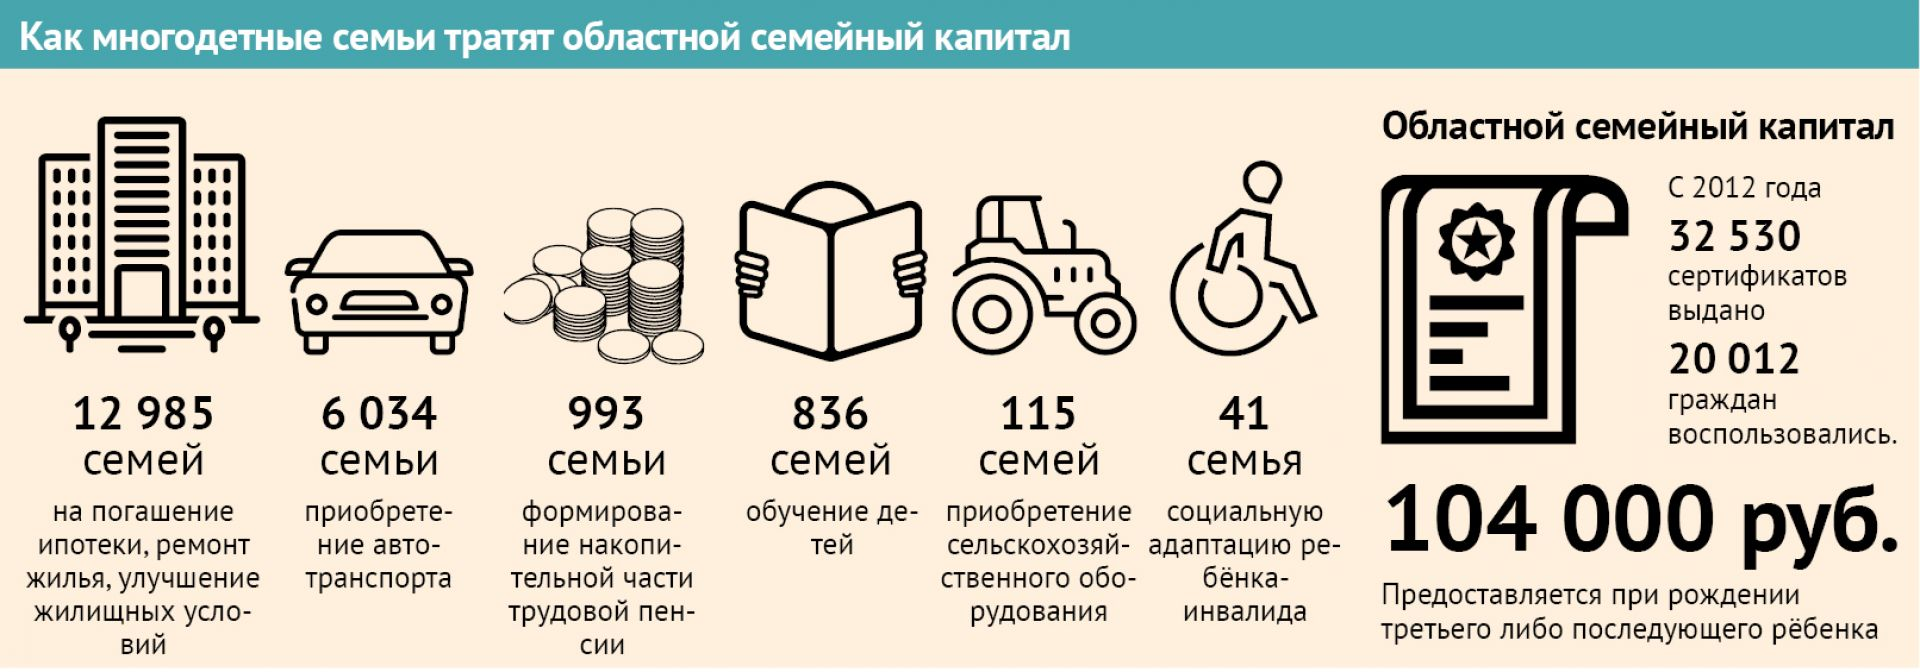 Как многодетные семьи тратят областной семейный капитал
12 985
семей
на погашение
ипотеки, ремонт
жилья, улучшение
жилищных усло-
вий
6 034
семьи
приобрете-
ние авто-
транспорта
993
семьи
формирова-
ние накопи-
тельной части
трудовой пен-
сии
836
семей
обучение де-
тей
115
семей
приобретение
сельскохозяй-
ственного обо-
рудования
41
семья
социальную
адаптацию ре-
бёнка-
инвалида
Областной семейный капитал
С 2012 года
32 530
сертификатов
выдано
20 012
граждан
воспользовались.
104 000 руб.
Предоставляется при рождении
третьего либо последующего рёбенка